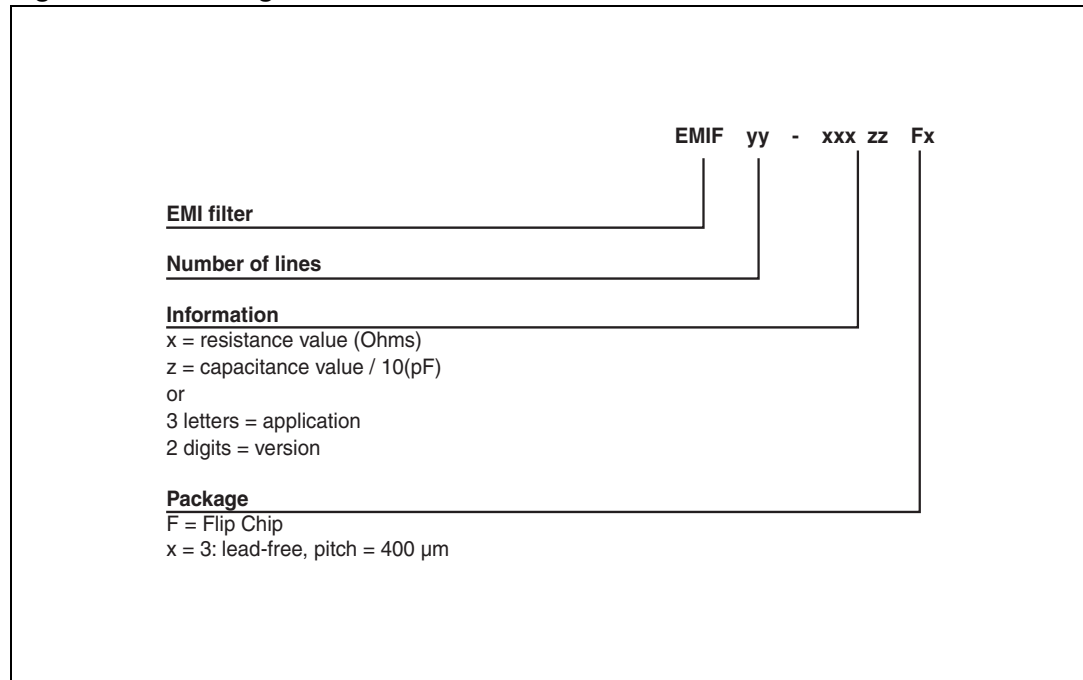 EMIF yy - xxx zz Fx
EMI filter
Number of lines
Information
x = resistance value (Ohms)
z = capacitance value / 10(pF)
or
3 letters = application
2 digits = version
Package
F = Flip Chip
x = 3: lead-free, pitch = 400 µm